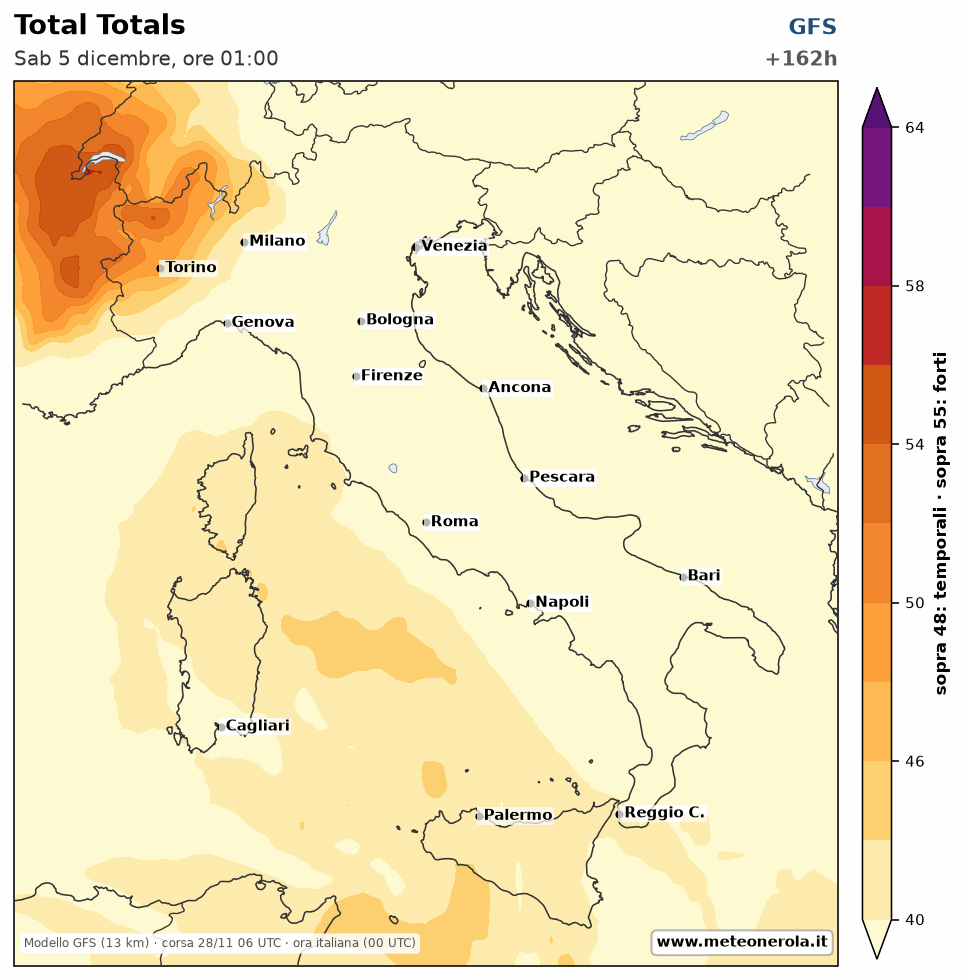 Total Totals
GFS
Sab 5 dicembre, ore 01:00
+162h
Milano
Venezia
Torino
Genova
Bologna
Firenze
Ancona
Pescara
Roma
Bari
Napoli
Cagliari
Palermo
Reggio C.
64
58
54
50
46
40
sopra 48: temporali · sopra 55: forti
Modello GFS (13 km) · corsa 28/11 06 UTC · ora italiana (00 UTC)
www.meteonerola.it